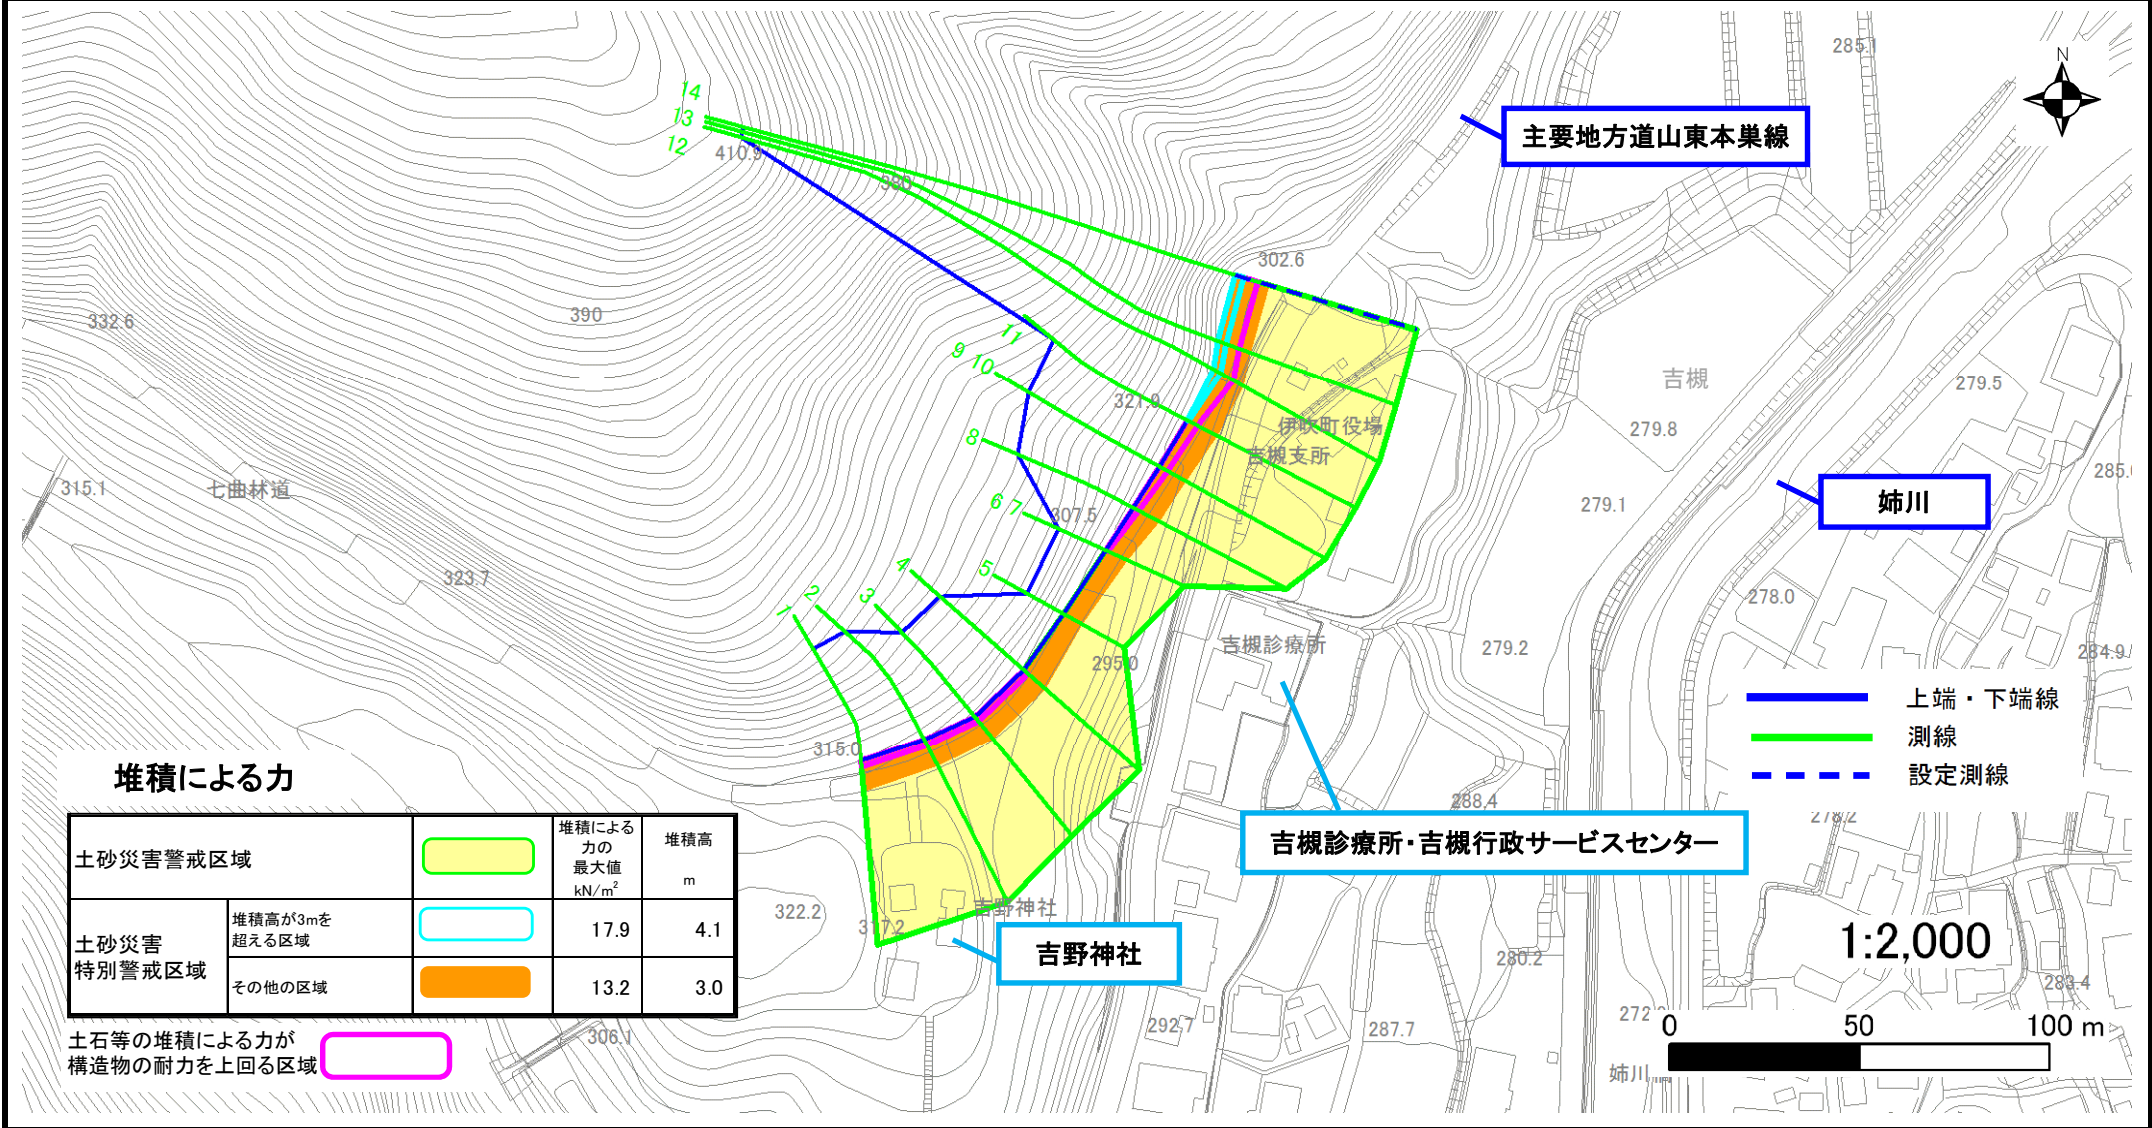 N
14
13
12
410.9
380
285.1
主要地方道山東本巣線
302.6
332.6
390
11
9 10
321.9
吉槻
279.5
8
伊吹町役場
吉槻支所
279.8
285.
315.1
七曲林道
6 7
307.5
279.1
姉川
323.7
4
5
3
2
1
278.0
吉槻診療所
279.2
295.0
284.9
上端・下端線
315.0
測線
設定測線
堆積による力
288.4
278.2
土砂災害警戒区域
堆積による
力の
最大値
kN/m²
堆積高
m
吉槻診療所・吉槻行政サービスセンター
322.2
317.2
吉野神社
土砂災害
特別警戒区域
堆積高が3mを
超える区域
17.9
4.1
吉野神社
280.2
1:2,000
その他の区域
13.2
3.0
283.4
土石等の堆積による力が
構造物の耐力を上回る区域
306.1
292.7
287.7
272.
0
50
100 m
姉川